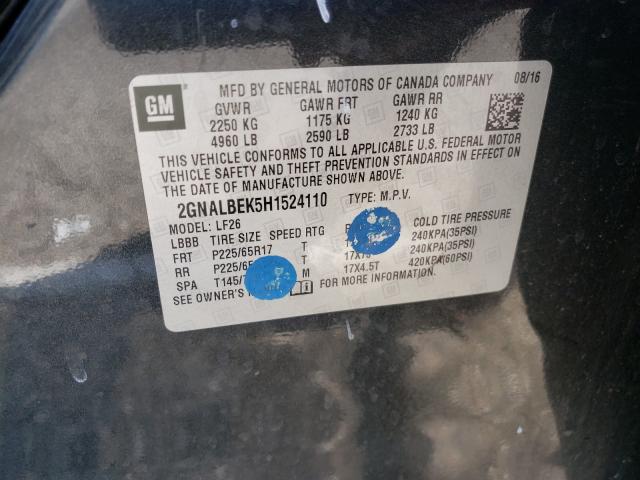 GM
MFD BY GENERAL MOTORS OF CANADA COMPANY 08/16
GVWR GAWR FRT GAWR RR
2250 KG 1175 KG 1240 KG
4960 LB 2590 LB 2733 LB
THIS VEHICLE CONFORMS TO ALL APPLICABLE U.S. FEDERAL MOTOR
VEHICLE SAFETY AND THEFT PREVENTION STANDARDS IN EFFECT ON
THE DATE OF MANUFACTURE SHOWN ABOVE.
2GNALBEK5H1524110 TYPE: M.P.V.
MODEL: LF26
LBBB TIRE SIZE SPEED RTG COLD TIRE PRESSURE
FRT P225/65R17 T 240KPA(35PSI)
RR P225/65 T 17X 240KPA(35PSI)
SPA T145/ M 17X4.5T 420KPA(60PSI)
SEE OWNER'S FOR MORE INFORMATION.